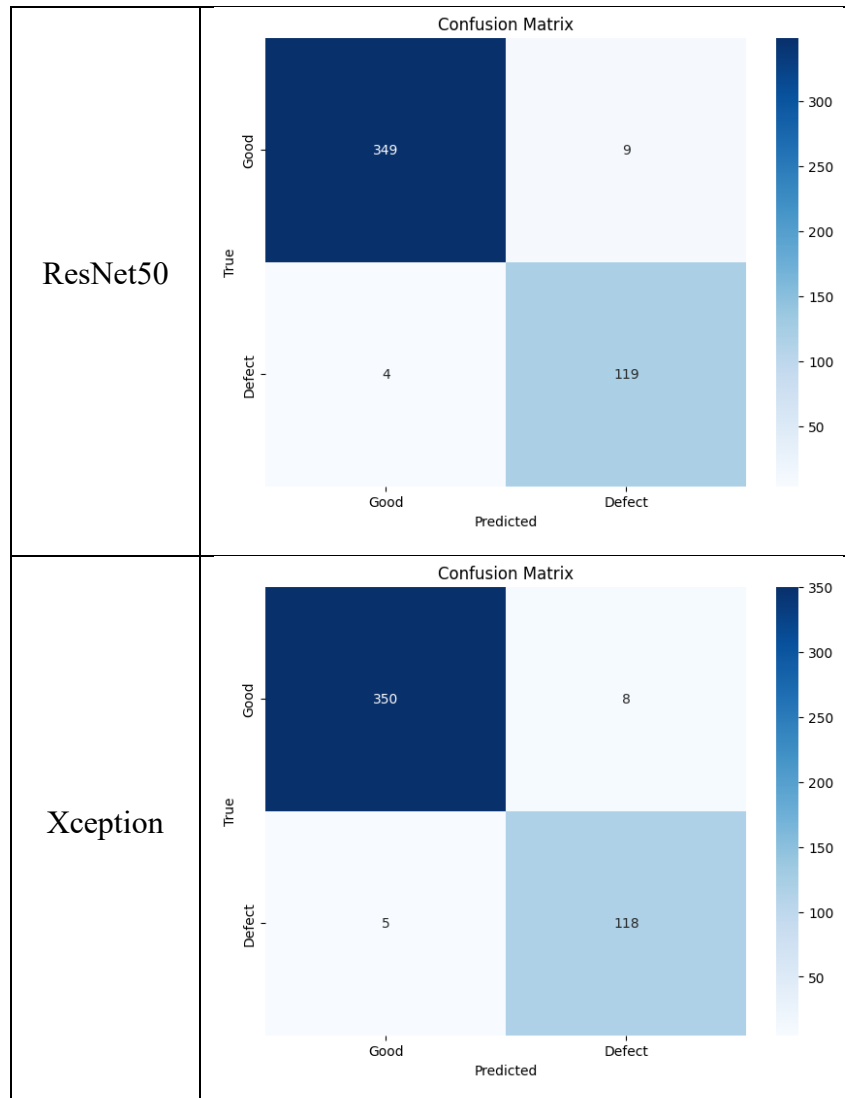 ResNet50
Confusion Matrix
Good
349
9
True
Defect
4
119
Good
Defect
Predicted
300
250
200
150
100
50
Xception
Confusion Matrix
Good
350
8
True
Defect
5
118
Good
Defect
Predicted
350
300
250
200
150
100
50